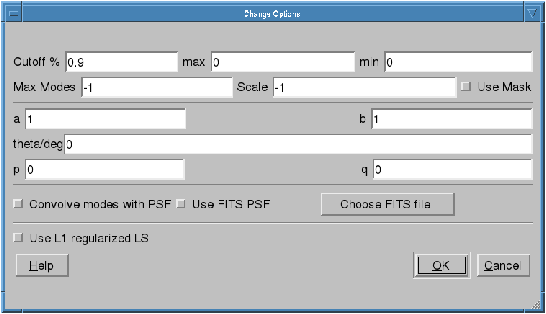 Change Options
Cutoff % 0.9 max 0 min 0
Max Modes -1 Scale -1 Use Mask
a 1 b 1
theta/deg 0
p 0 q 0
Convolve modes with PSF Use FITS PSF Choose FITS file
Use L1 regularized LS
Help OK Cancel